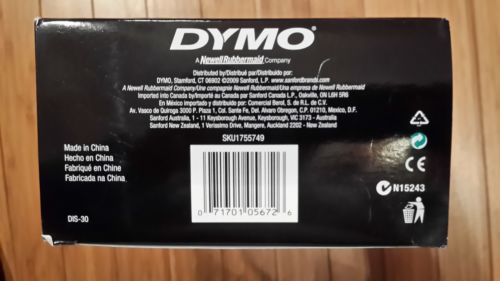 DYMO
A NewellRubbermaid Company
Distributed by/Distribué par/Distribuido por:
DYMO, Stamford, CT 06902 ©2009 Sanford, L.P. www.sanfordbrands.com
A Newell Rubbermaid Company/Une compagnie Newell Rubbermaid/Una empresa de Newell Rubbermaid
Imported into Canada by/Importé au Canada par Sanford Canada L.P., Oakville, ON L6H 5R6
En México importado y distribuido por: Comercial Berol, S. de R.L. de C.V.
Av. Vasco de Quiroga 3000 P. Plaza 1, Col. Santa Fe, Del. Alvaro Obregon, C.P. 01210, Mexico, D.F.
Sanford Australia, 1 - 11 Keysborough Avenue, Keysborough, VIC 3173 - Australia
Sanford New Zealand, 1 Verissimo Drive, Mangere, Auckland 2202 - New Zealand
SKU1755749
Made in China
Hecho en China
Fabriqué en Chine
Fabricado na China
CE
N15243
DIS-30
0 71701 05672 6